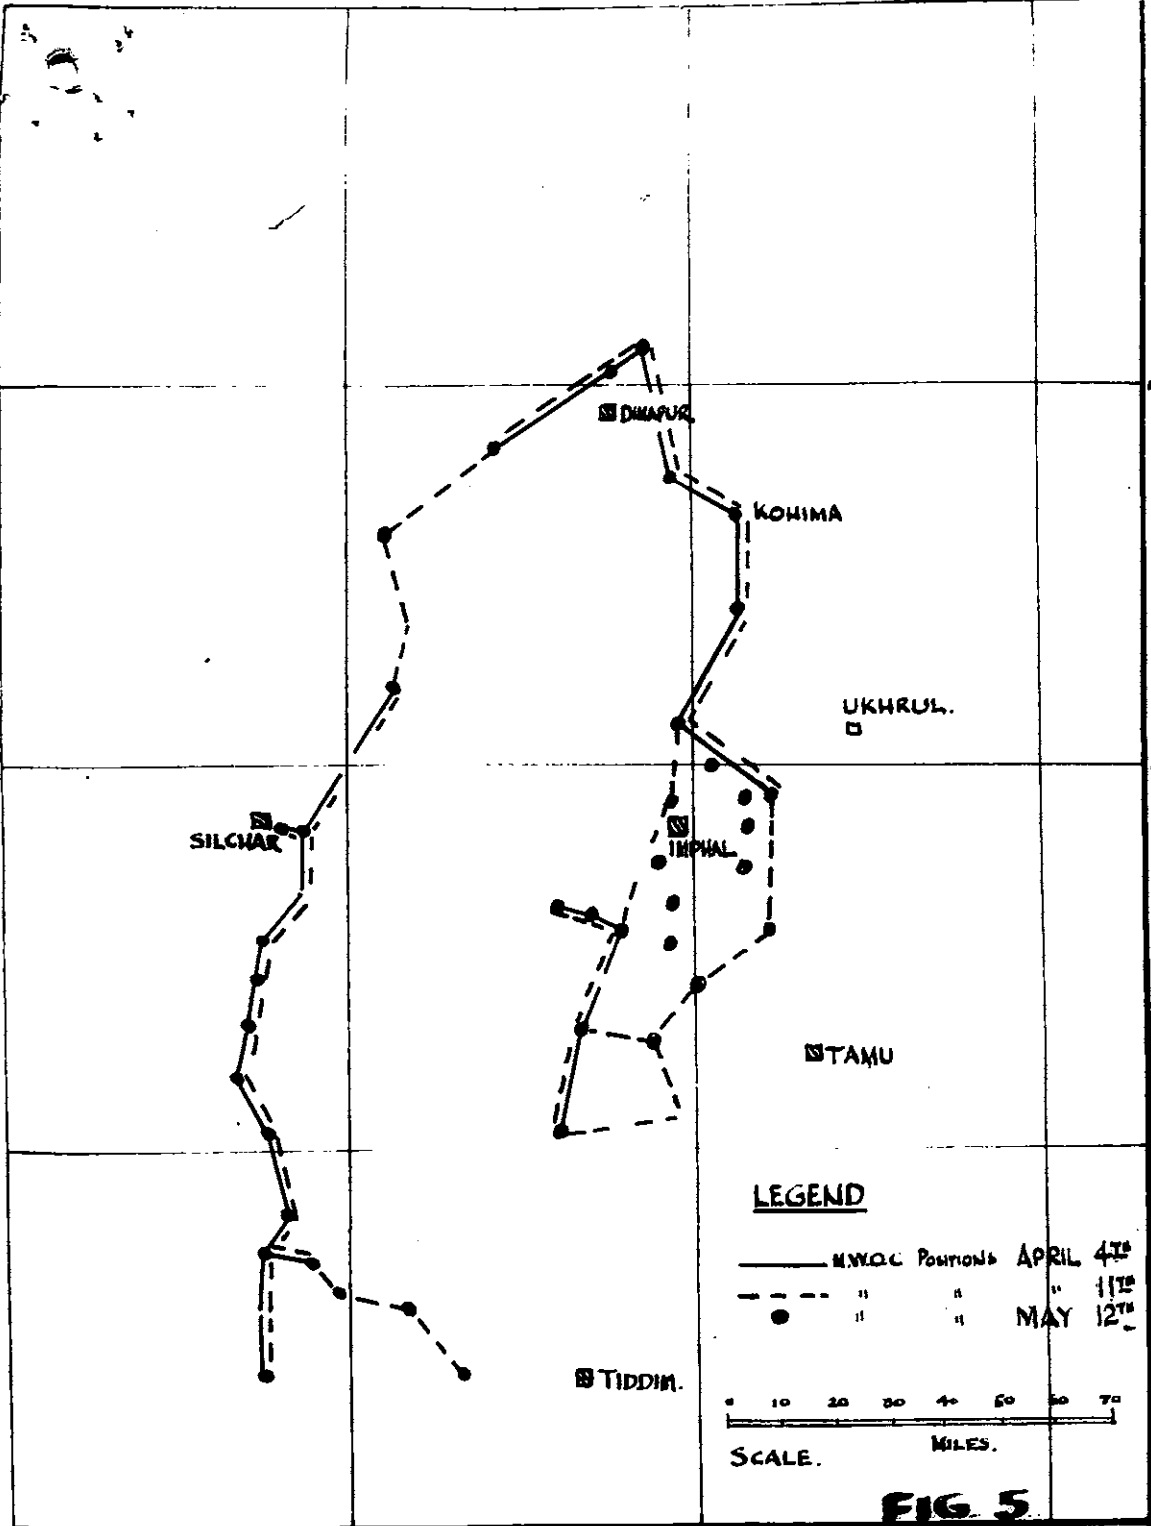 DIMAPUR.
KOHIMA
UKHRUL.
SILCHAR
IMPHAL
TAMU
LEGEND
M.W.O.C POSITIONS APRIL 4TH
" " " 11TH
" " MAY 12TH
TIDDIM.
0 10 20 30 40 50 60 70
MILES.
SCALE.
FIG 5